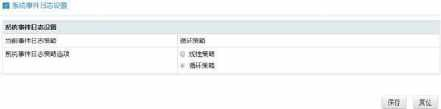 系统事件日志设置
系统事件日志设置
当前事件日志策略 循环策略
系统事件日志策略选项 线性策略
循环策略
保存 复位